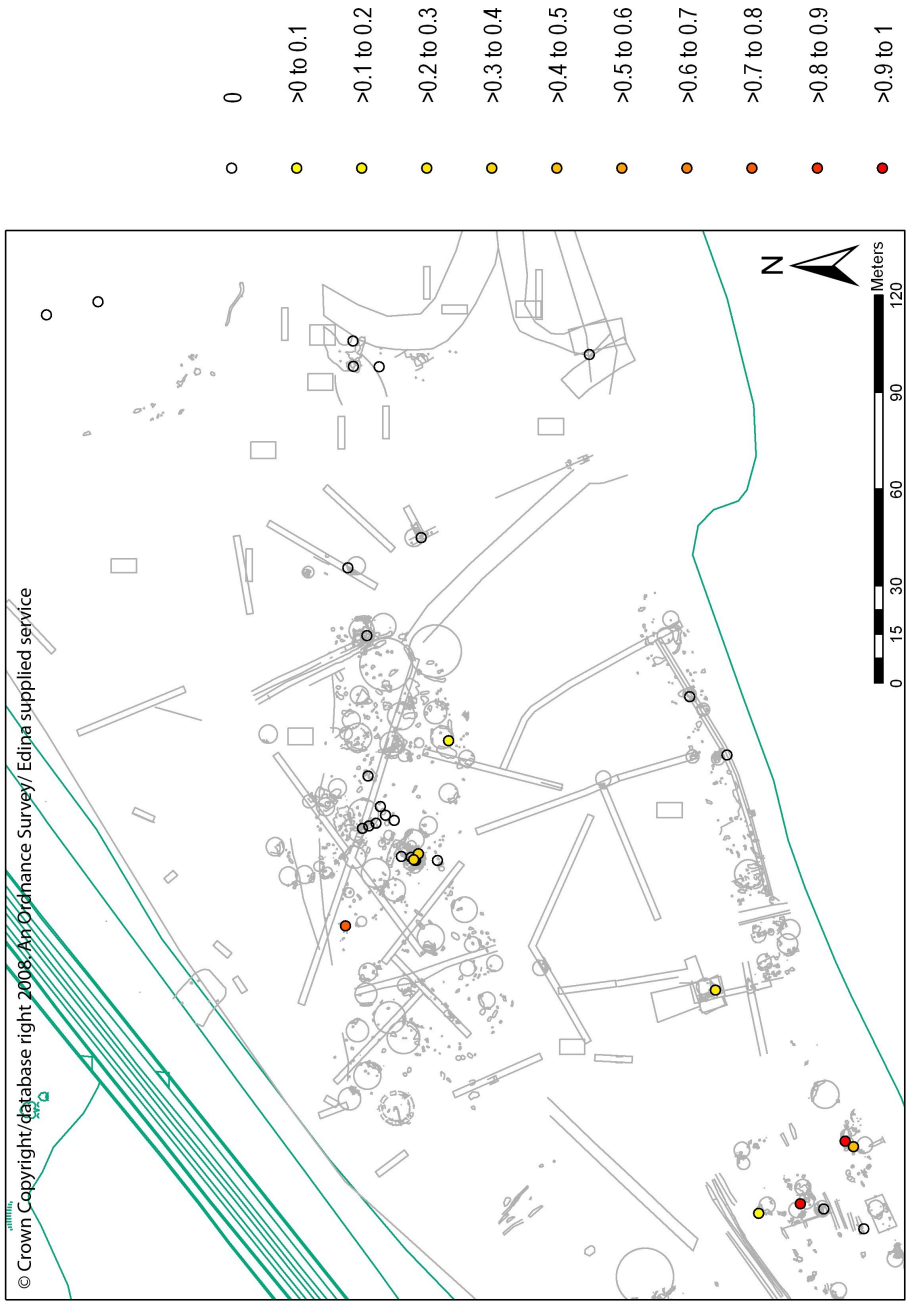 © Crown Copyright/database right 2008. An Ordnance Survey/ Edina supplied service
N
Meters
0 15 30 60 90 120
0
>0 to 0.1
>0.1 to 0.2
>0.2 to 0.3
>0.3 to 0.4
>0.4 to 0.5
>0.5 to 0.6
>0.6 to 0.7
>0.7 to 0.8
>0.8 to 0.9
>0.9 to 1